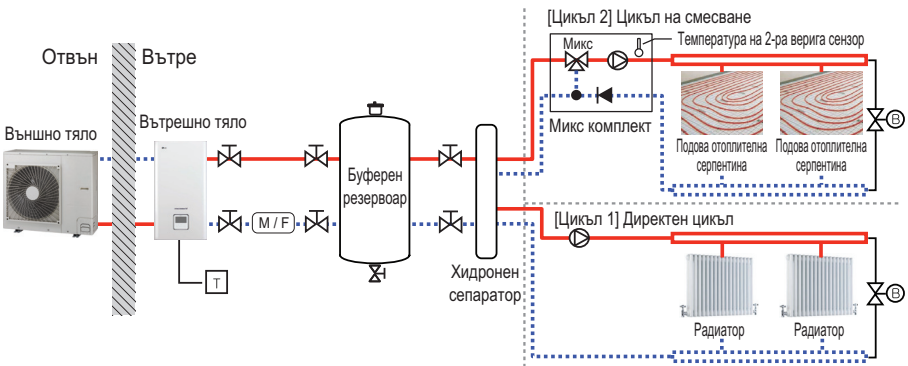 [Цикъл 2] Цикъл на смесване
Отвън
Вътре
Микс
Температура на 2-ра верига сензор
Външно тяло
Вътрешно тяло
Микс комплект
B
Подова отоплителна
серпентина
Подова отоплителна
серпентина
Буферен
резервоар
M / F
T
Хидронен
сепаратор
[Цикъл 1] Директен цикъл
B
Радиатор
Радиатор